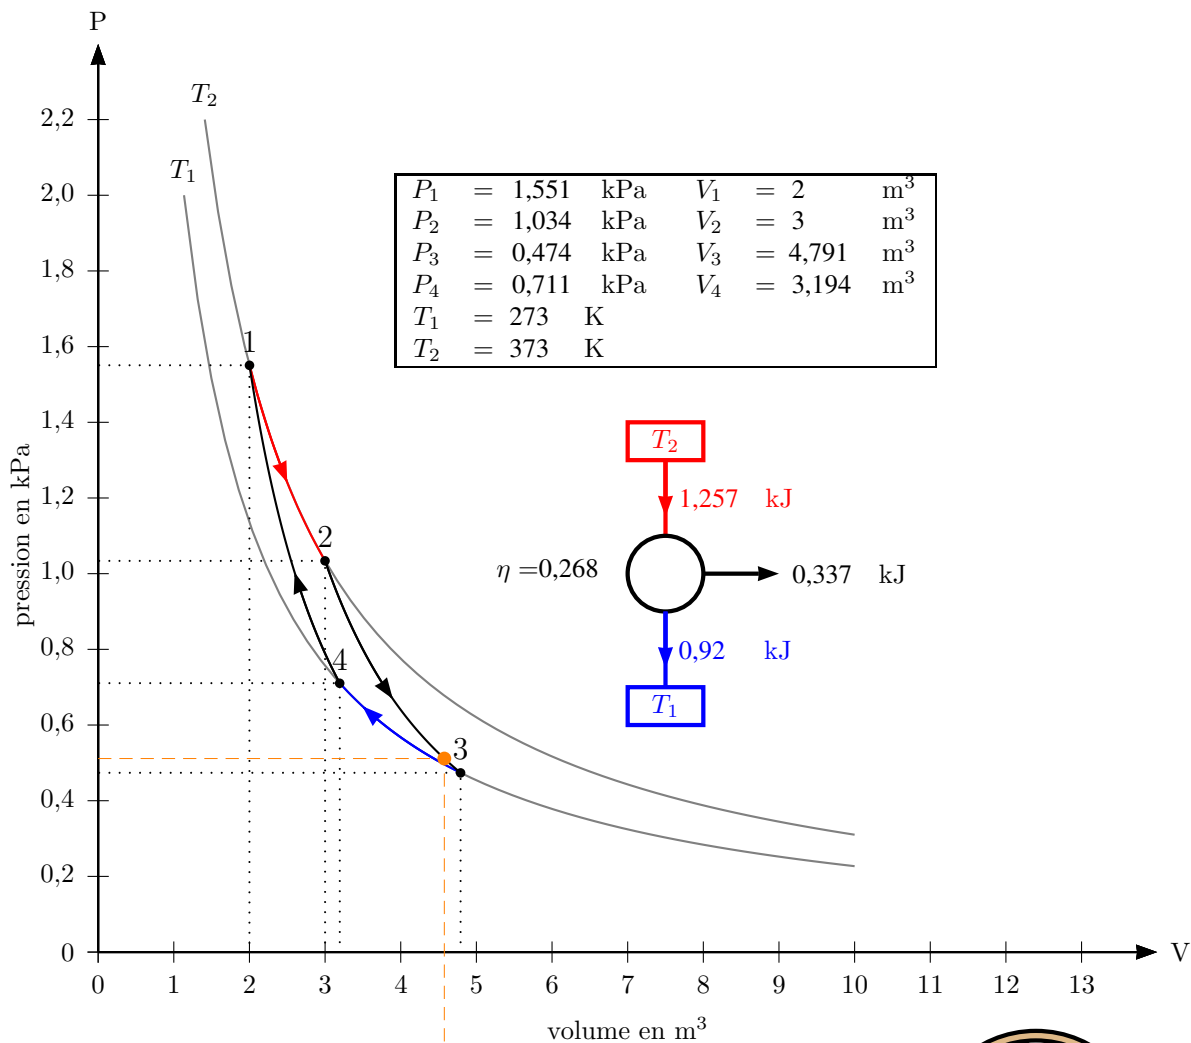 P
T₂
2,2
T₁
2,0
P₁ = 1,551 kPa V₁ = 2 m³
P₂ = 1,034 kPa V₂ = 3 m³
P₃ = 0,474 kPa V₃ = 4,791 m³
P₄ = 0,711 kPa V₄ = 3,194 m³
T₁ = 273 K
T₂ = 373 K
1,8
1,6
1
1,4
T₂
1,2
1,257 kJ
pression en kPa
2
1,0
η =0,268
0,337 kJ
0,8
4
0,92 kJ
0,6
T₁
3
0,4
0,2
0
0 1 2 3 4 5 6 7 8 9 10 11 12 13
V
volume en m³